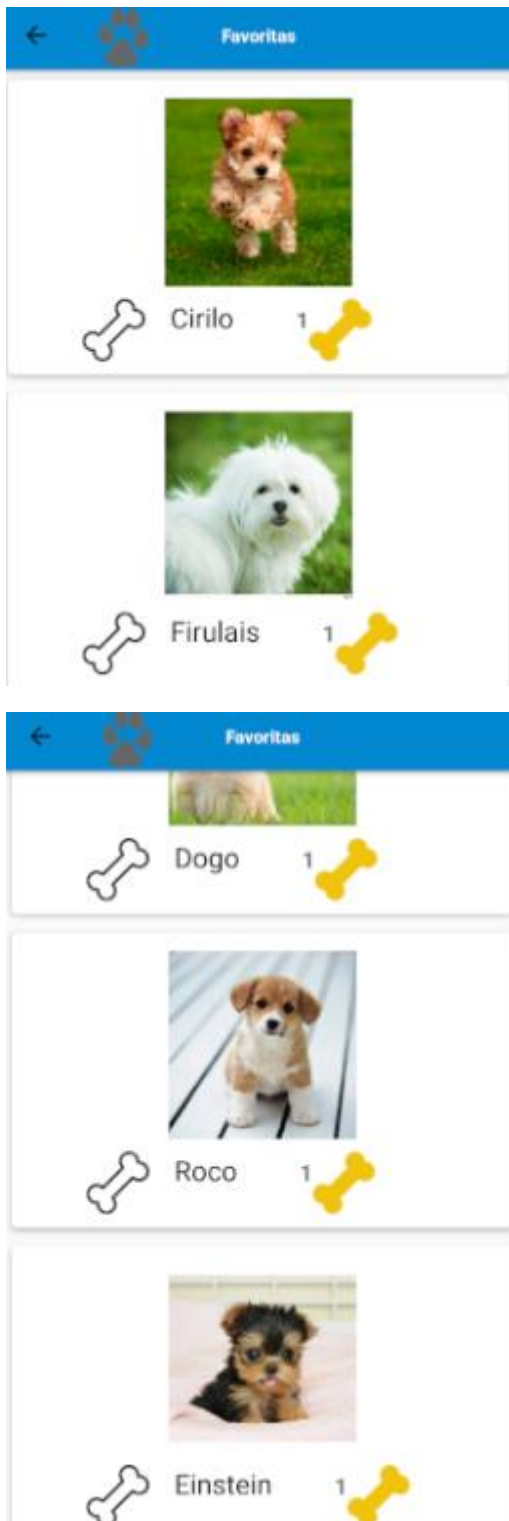 Favoritas
Cirilo 1
Firulais 1
Favoritas
Dogo 1
Roco 1
Einstein 1